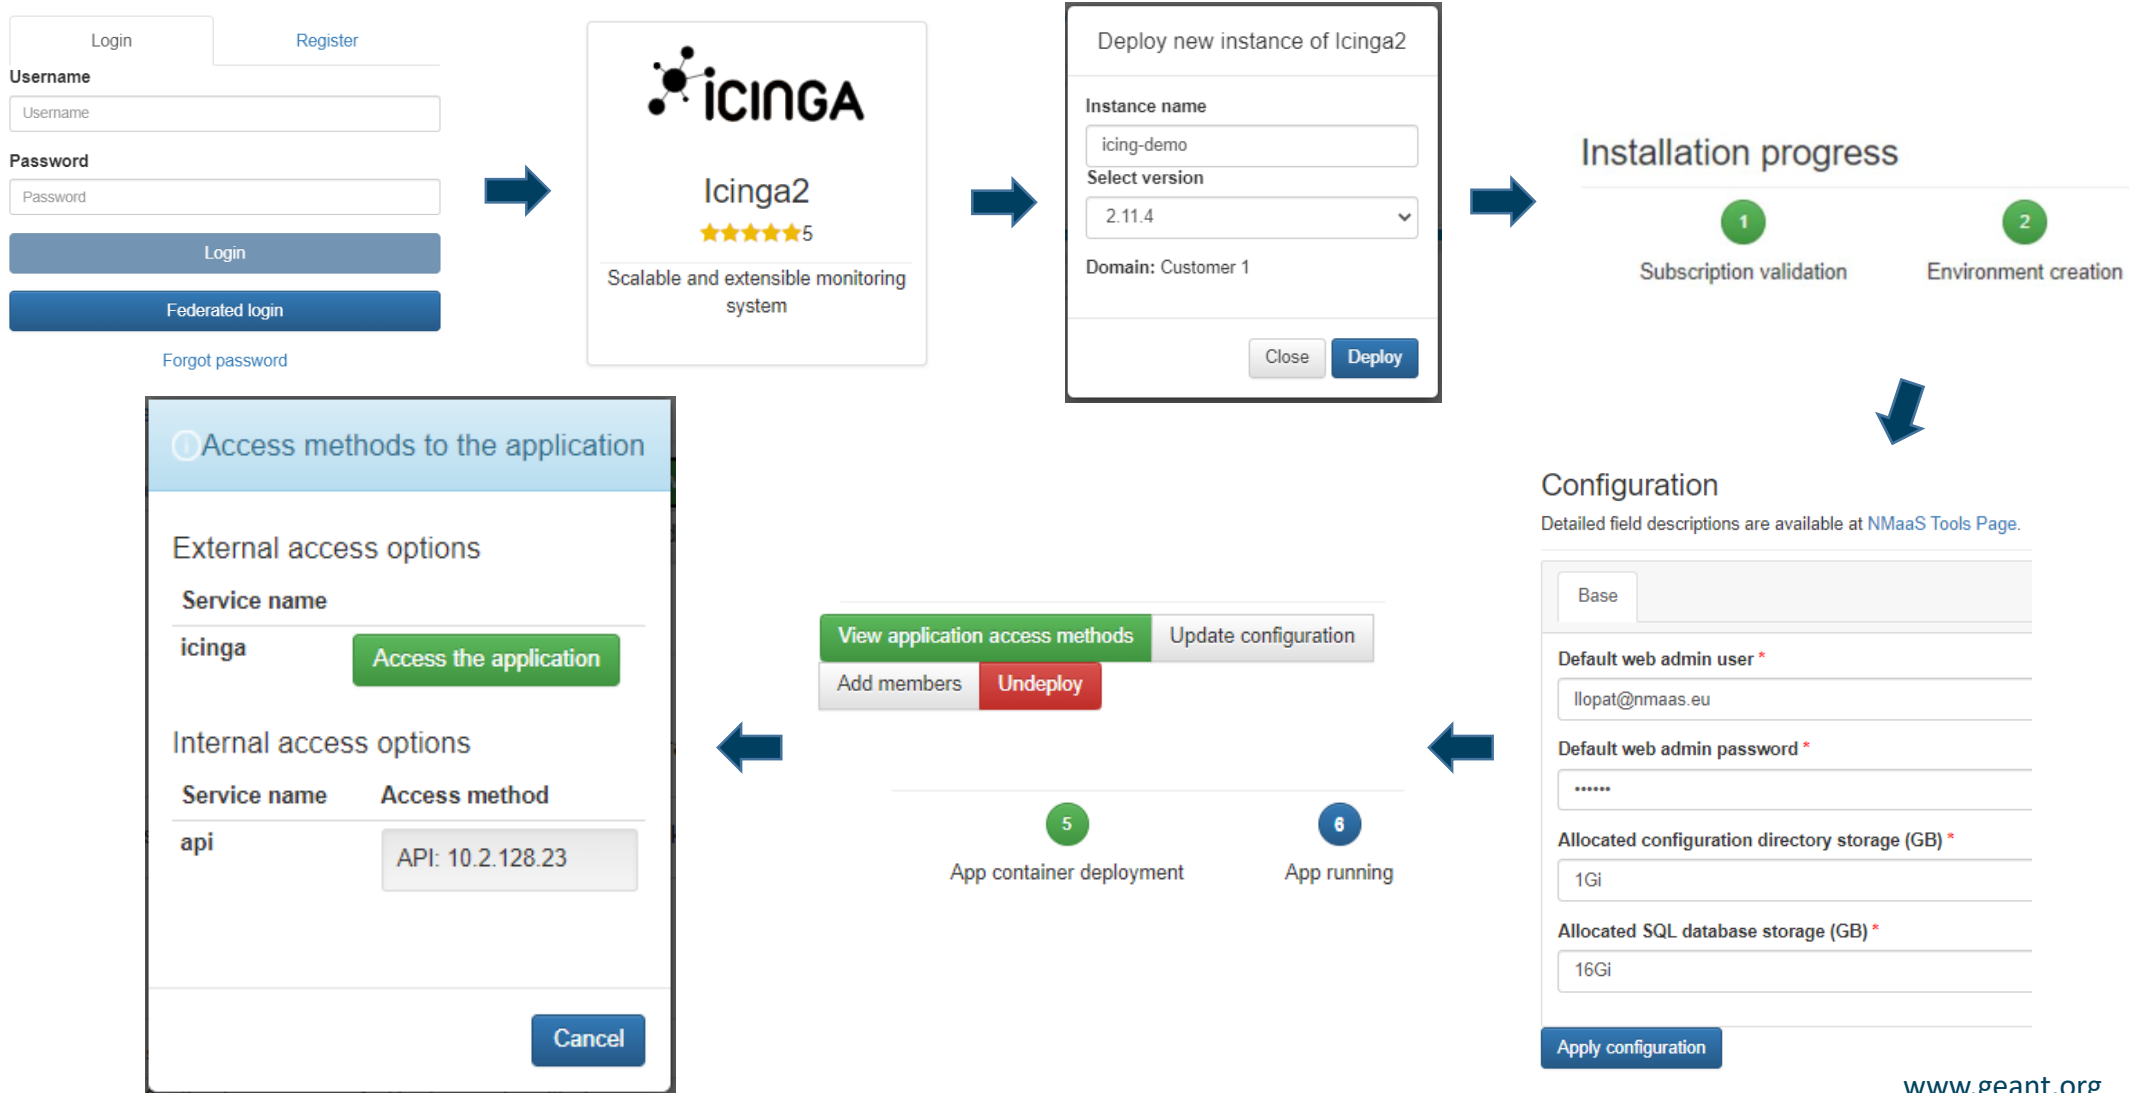 Login
Register
Username
Username
Password
Password
Login
Federated login
Forgot password
iCINGA
Icinga2
5
Scalable and extensible monitoring
system
Deploy new instance of Icinga2
Instance name
icing-demo
Select version
2.11.4
Domain: Customer 1
Close
Deploy
Installation progress
1
2
Subscription validation
Environment creation
Configuration
Detailed field descriptions are available at NMaaS Tools Page.
Base
Default web admin user *
llopat@nmaas.eu
Default web admin password *
••••••
Allocated configuration directory storage (GB) *
1Gi
Allocated SQL database storage (GB) *
16Gi
Apply configuration
View application access methods
Update configuration
Add members
Undeploy
5
6
App container deployment
App running
Access methods to the application
External access options
Service name
icinga
Access the application
Internal access options
Service name
Access method
api
API: 10.2.128.23
Cancel
www.geant.org